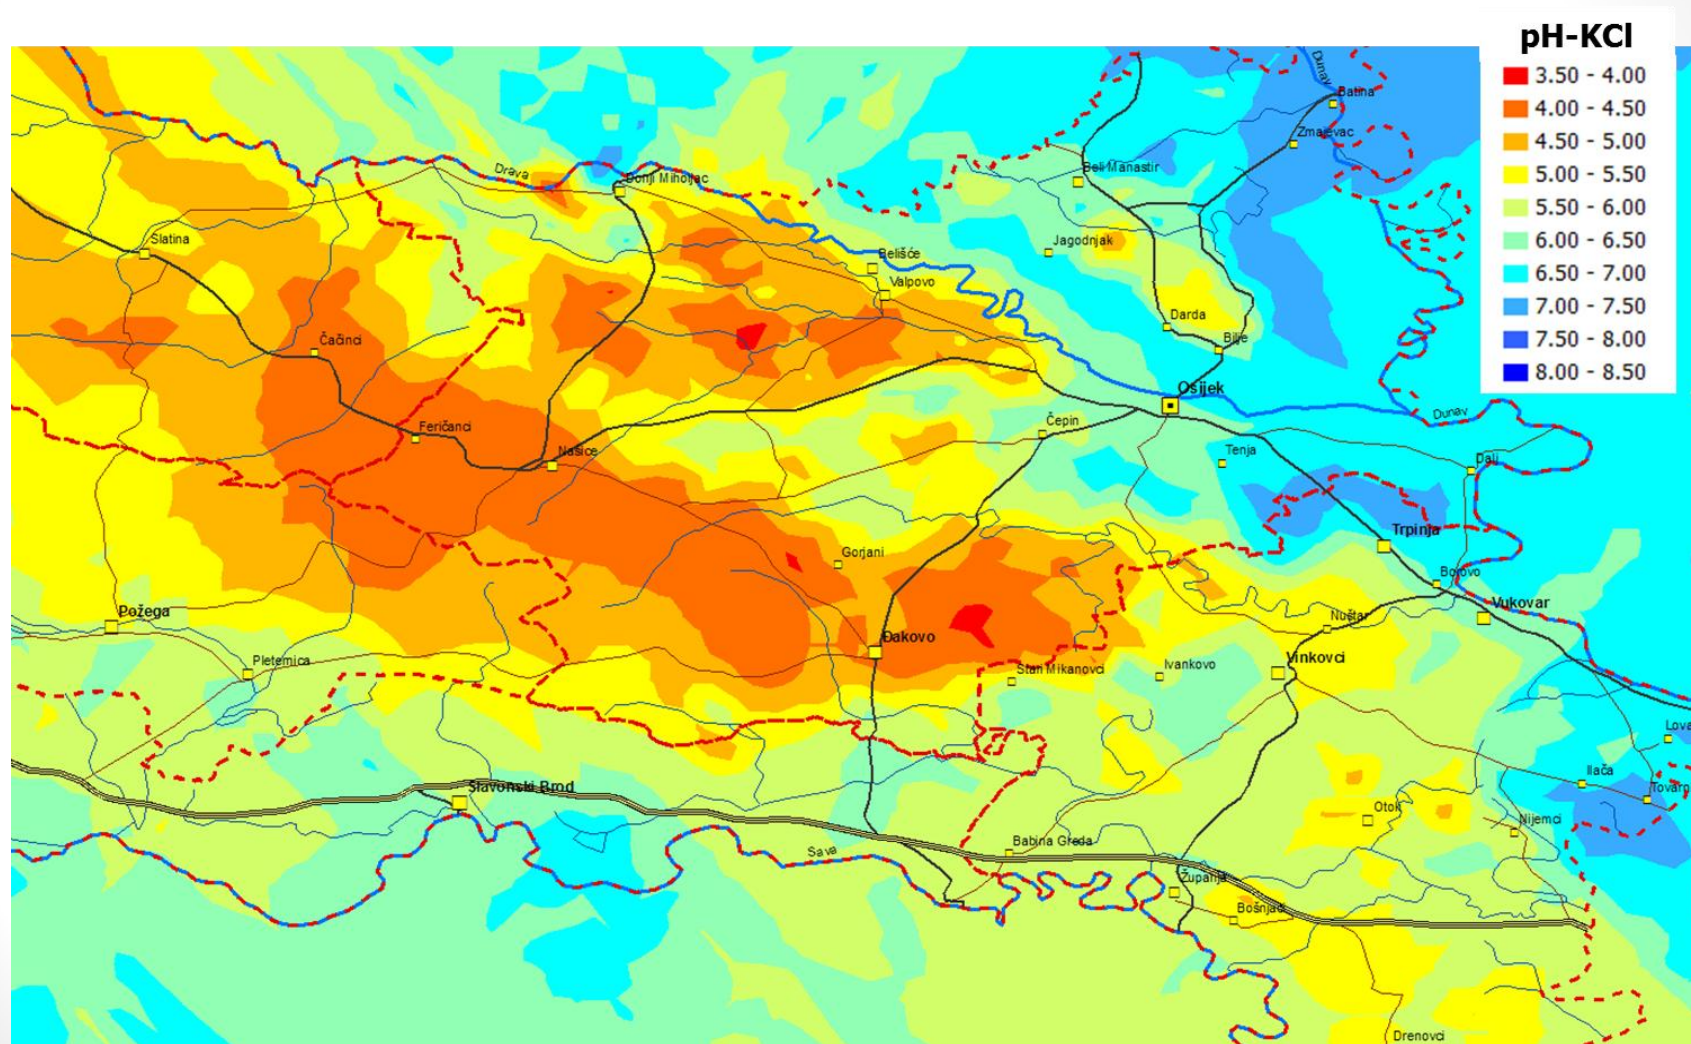 pH-KCl
3.50 - 4.00
4.00 - 4.50
4.50 - 5.00
5.00 - 5.50
5.50 - 6.00
6.00 - 6.50
6.50 - 7.00
7.00 - 7.50
7.50 - 8.00
8.00 - 8.50
Dunav
Batina
Zmajevac
Beli Manastir
Drava
Donji Miholjac
Slatina
Jagodnjak
Belišće
Valpovo
Darda
Bilje
Čačinci
Osijek
Dunav
Čepin
Feričanci
Našice
Tenja
Dalj
Trpinja
Gorjani
Borovo
Požega
Vukovar
Nuštar
Đakovo
Vinkovci
Pleternica
Stari Mikanovci
Ivankovo
Lova
Ilača
Tovarn
Slavonski Brod
Otok
Nijemci
Sava
Babina Greda
Županja
Bošnjaci
Drenovci